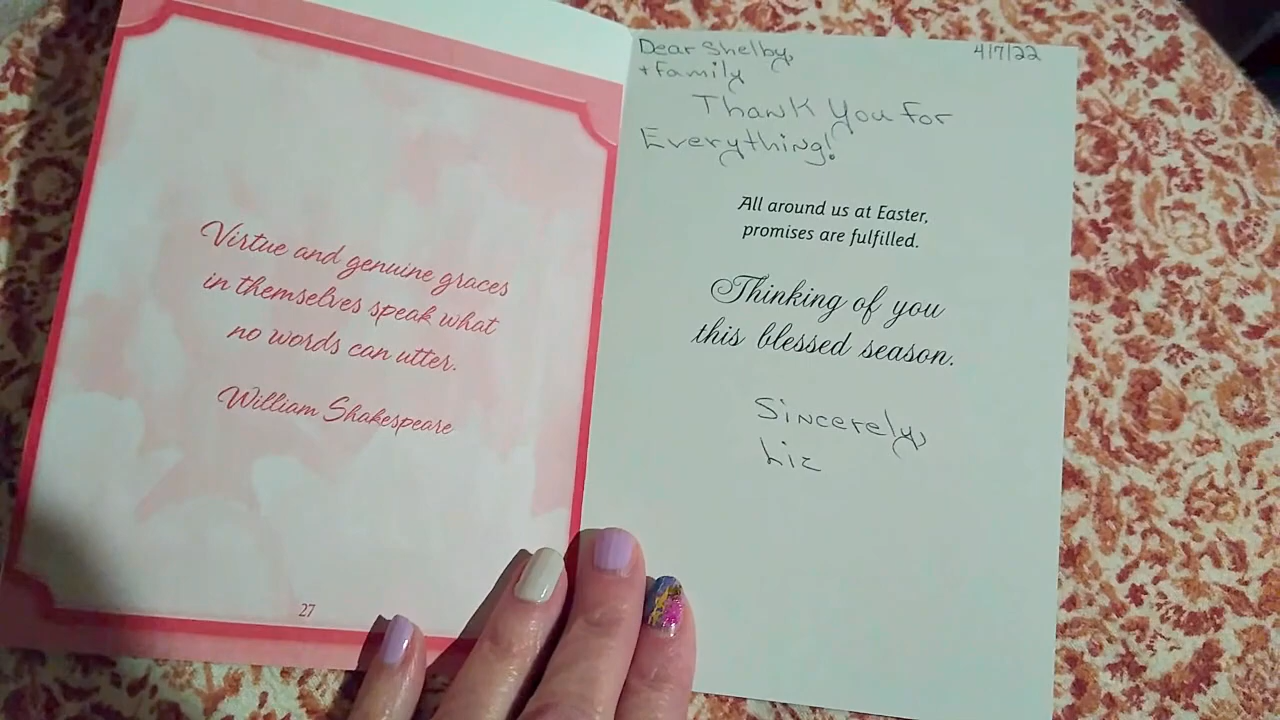 Virtue and genuine graces
in themselves speak what
no words can utter.
William Shakespeare
27
Dear Shelby,
+ Family
4/7/22
Thank You For
Everything!
All around us at Easter,
promises are fulfilled.
Thinking of you
this blessed season.
Sincerely,
Liz